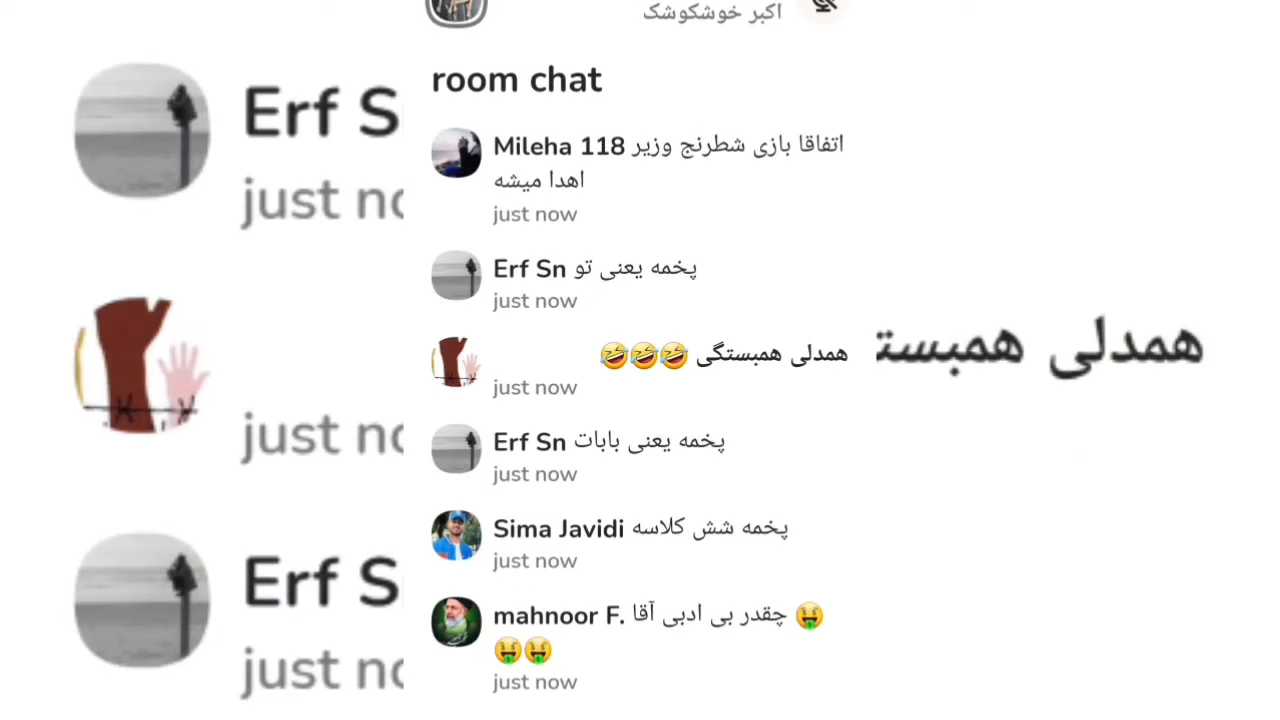 اکبر خوشکوشک
room chat
Mileha 118 اتفاقا بازی شطرنج وزیر
اهدا میشه
just now
Erf Sn پخمه یعنی تو
just now
همدلی همبستگی 🤣🤣🤣
just now
Erf Sn پخمه یعنی بابات
just now
Sima Javidi پخمه شش کلاسه
just now
mahnoor F. چقدر بی ادبی آقا 🤑
🤑🤑
just now
Erf S
just no
just no
Erf S
just no
همدلی همبست